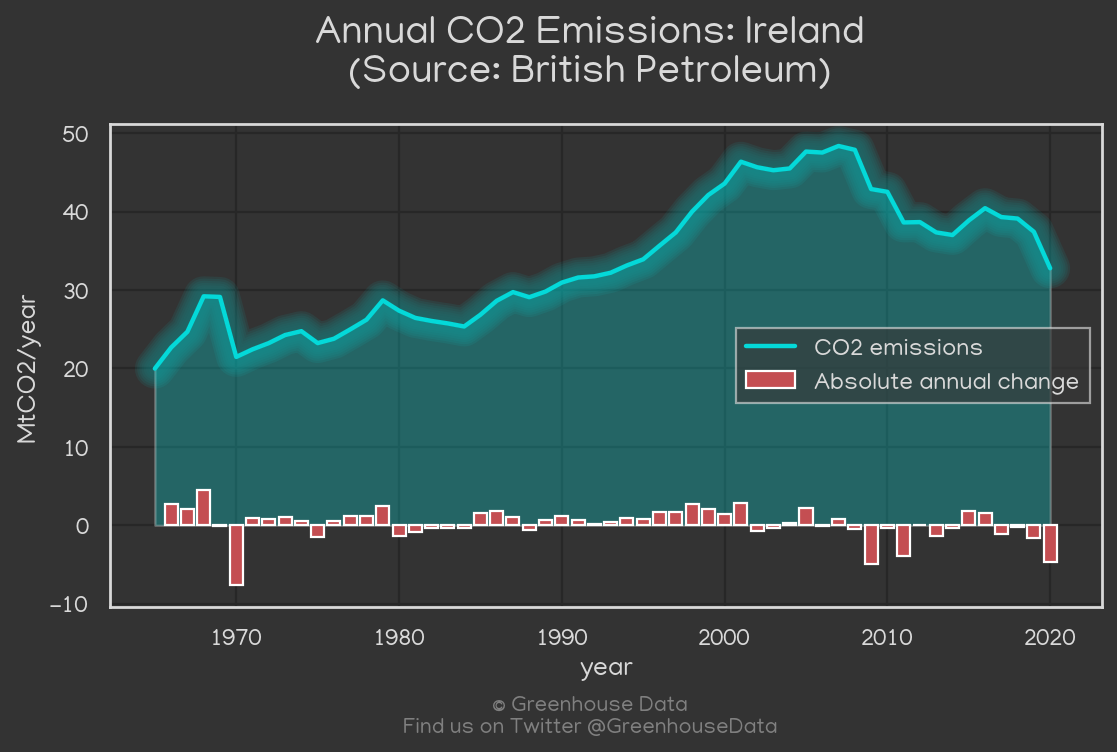 Annual CO2 Emissions: Ireland
(Source: British Petroleum)
MtCO2/year
50
40
30
20
10
0
−10
CO2 emissions
Absolute annual change
1970 1980 1990 2000 2010 2020
year
© Greenhouse Data
Find us on Twitter @GreenhouseData